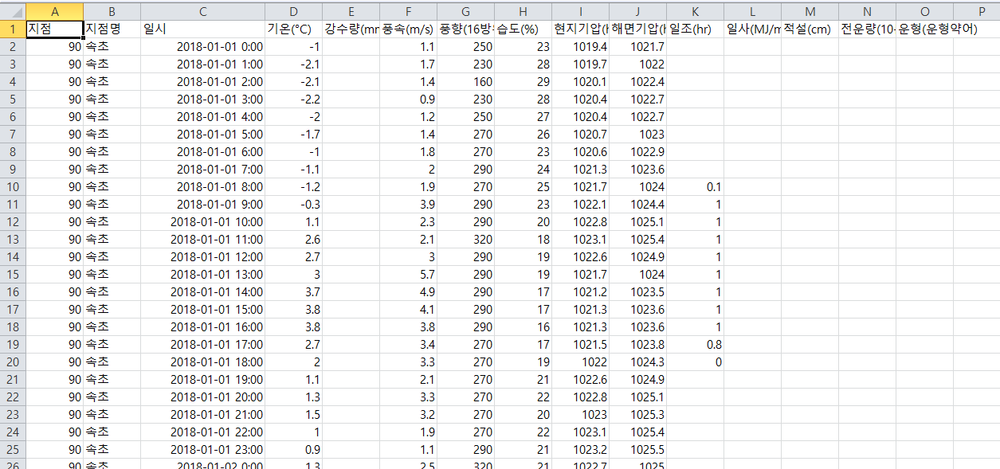 A B C D E F G H I J K L M N O P
1 지점 지점명 일시 기온(°C) 강수량(mm 풍속(m/s) 풍향(16방 습도(%) 현지기압(h 해면기압(h 일조(hr) 일사(MJ/m 적설(cm) 전운량(10- 운형(운형약어)
2 90 속초 2018-01-01 0:00 -1 1.1 250 23 1019.4 1021.7
3 90 속초 2018-01-01 1:00 -2.1 1.7 230 28 1019.7 1022
4 90 속초 2018-01-01 2:00 -2.1 1.4 160 29 1020.1 1022.4
5 90 속초 2018-01-01 3:00 -2.2 0.9 230 28 1020.4 1022.7
6 90 속초 2018-01-01 4:00 -2 1.2 250 27 1020.4 1022.7
7 90 속초 2018-01-01 5:00 -1.7 1.4 270 26 1020.7 1023
8 90 속초 2018-01-01 6:00 -1 1.8 270 23 1020.6 1022.9
9 90 속초 2018-01-01 7:00 -1.1 2 290 24 1021.3 1023.6
10 90 속초 2018-01-01 8:00 -1.2 1.9 270 25 1021.7 1024 0.1
11 90 속초 2018-01-01 9:00 -0.3 3.9 290 23 1022.1 1024.4 1
12 90 속초 2018-01-01 10:00 1.1 2.3 290 20 1022.8 1025.1 1
13 90 속초 2018-01-01 11:00 2.6 2.1 320 18 1023.1 1025.4 1
14 90 속초 2018-01-01 12:00 2.7 3 290 19 1022.6 1024.9 1
15 90 속초 2018-01-01 13:00 3 5.7 290 19 1021.7 1024 1
16 90 속초 2018-01-01 14:00 3.7 4.9 290 17 1021.2 1023.5 1
17 90 속초 2018-01-01 15:00 3.8 4.1 290 17 1021.3 1023.6 1
18 90 속초 2018-01-01 16:00 3.8 3.8 290 16 1021.3 1023.6 1
19 90 속초 2018-01-01 17:00 2.7 3.4 270 17 1021.5 1023.8 0.8
20 90 속초 2018-01-01 18:00 2 3.3 270 19 1022 1024.3 0
21 90 속초 2018-01-01 19:00 1.1 2.1 270 21 1022.6 1024.9
22 90 속초 2018-01-01 20:00 1.3 3.3 270 22 1022.8 1025.1
23 90 속초 2018-01-01 21:00 1.5 3.2 270 20 1023 1025.3
24 90 속초 2018-01-01 22:00 1 1.9 270 22 1023.1 1025.4
25 90 속초 2018-01-01 23:00 0.9 1.1 290 21 1023.2 1025.5
26 90 속초 2018-01-02 0:00 1.3 2.5 320 21 1022.7 1025